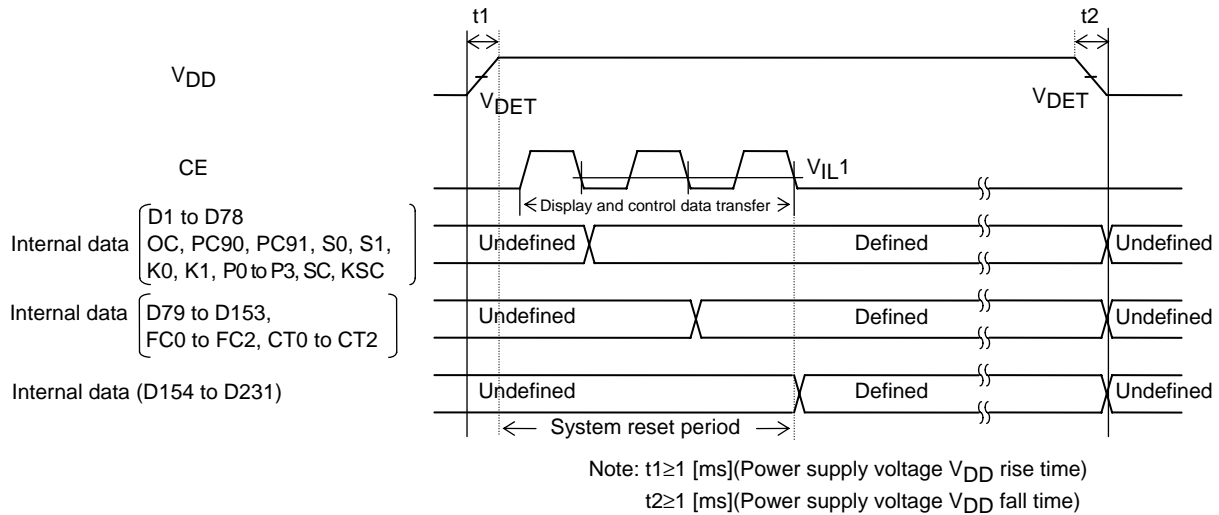 t1
t2
VDD
VDET
VDET
CE
VIL1
Display and control data transfer
Internal data
D1 to D78
OC, PC90, PC91, S0, S1,
K0, K1, P0 to P3, SC, KSC
Undefined
Defined
Undefined
Internal data
D79 to D153,
FC0 to FC2, CT0 to CT2
Undefined
Defined
Undefined
Internal data (D154 to D231)
Undefined
Defined
Undefined
System reset period
Note: t1≥1 [ms](Power supply voltage VDD rise time)
t2≥1 [ms](Power supply voltage VDD fall time)